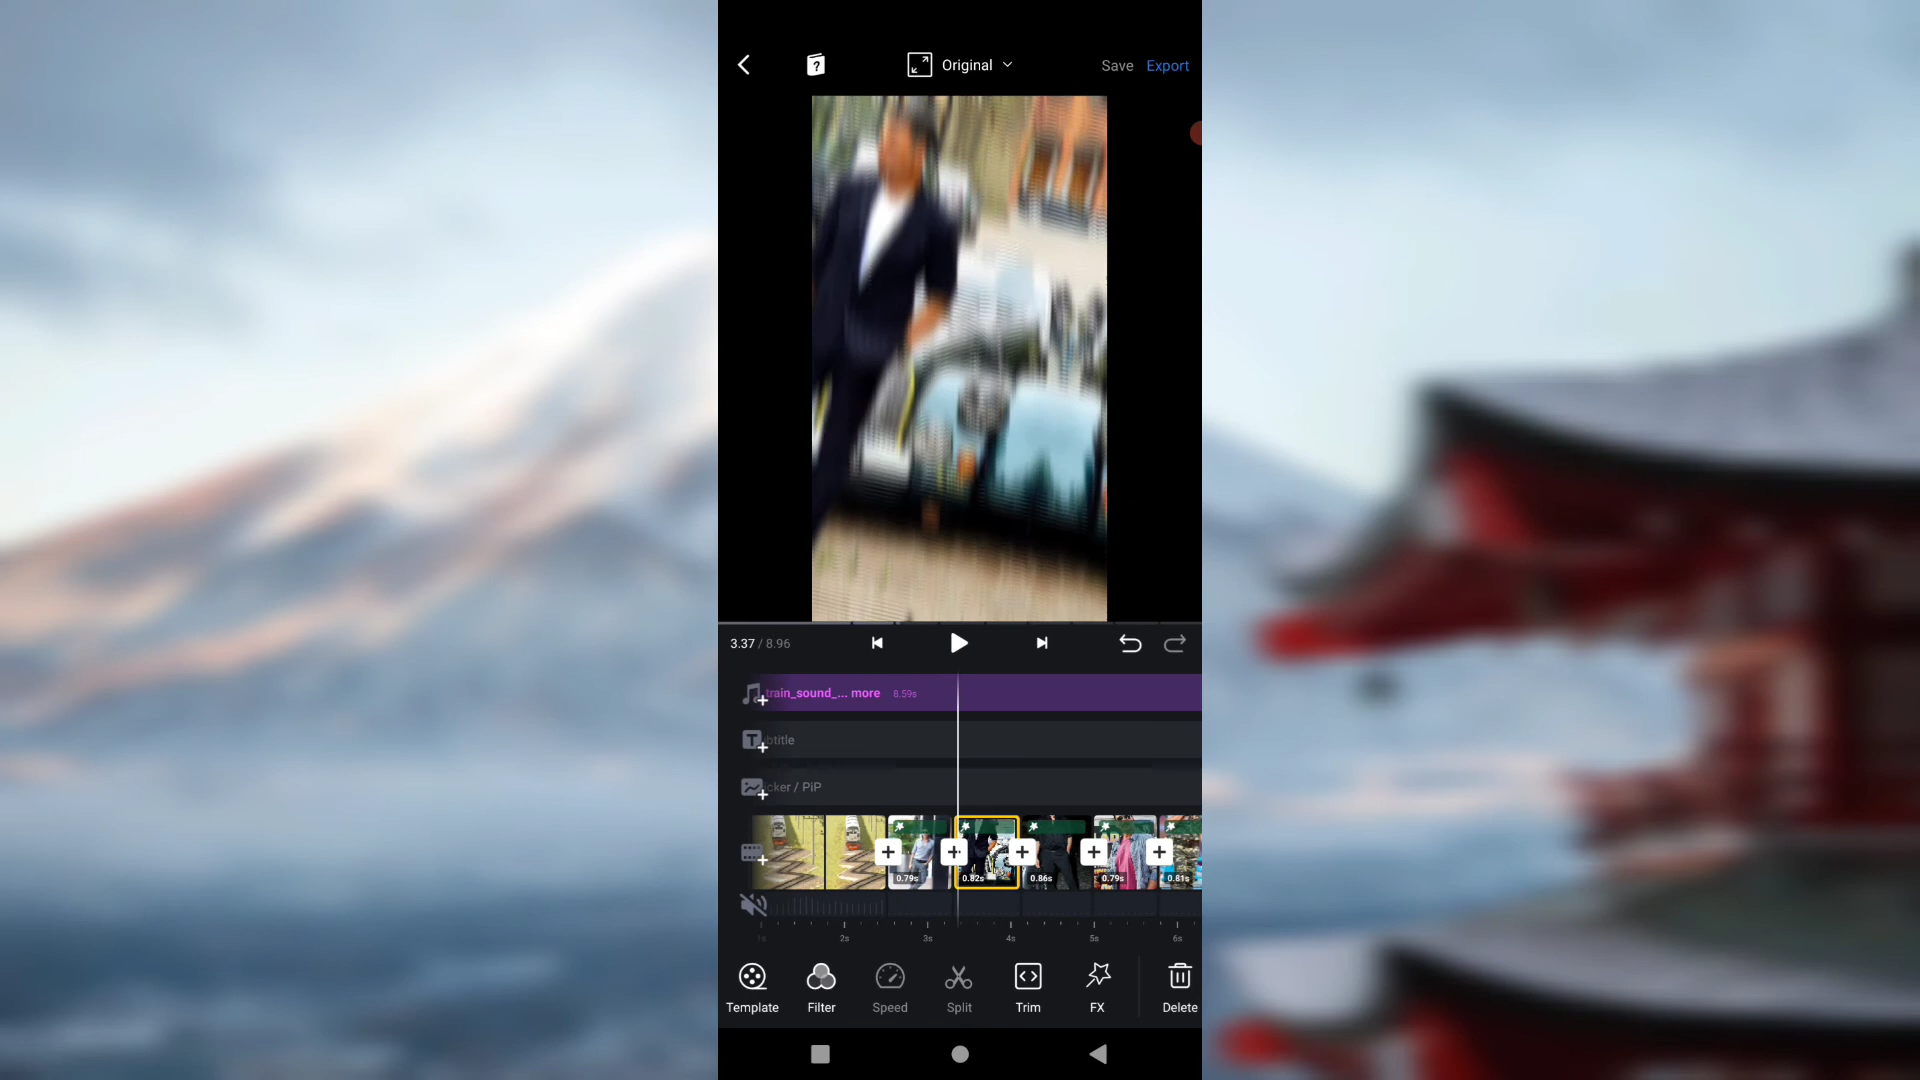 ?
Original
Save
Export
3.37 / 8.96
train_sound_... more 8.59s
btitle
cker / PiP
0.79s
0.82s
0.86s
0.79s
0.81s
1s
2s
3s
4s
5s
6s
Template
Filter
Speed
Split
Trim
FX
Delete